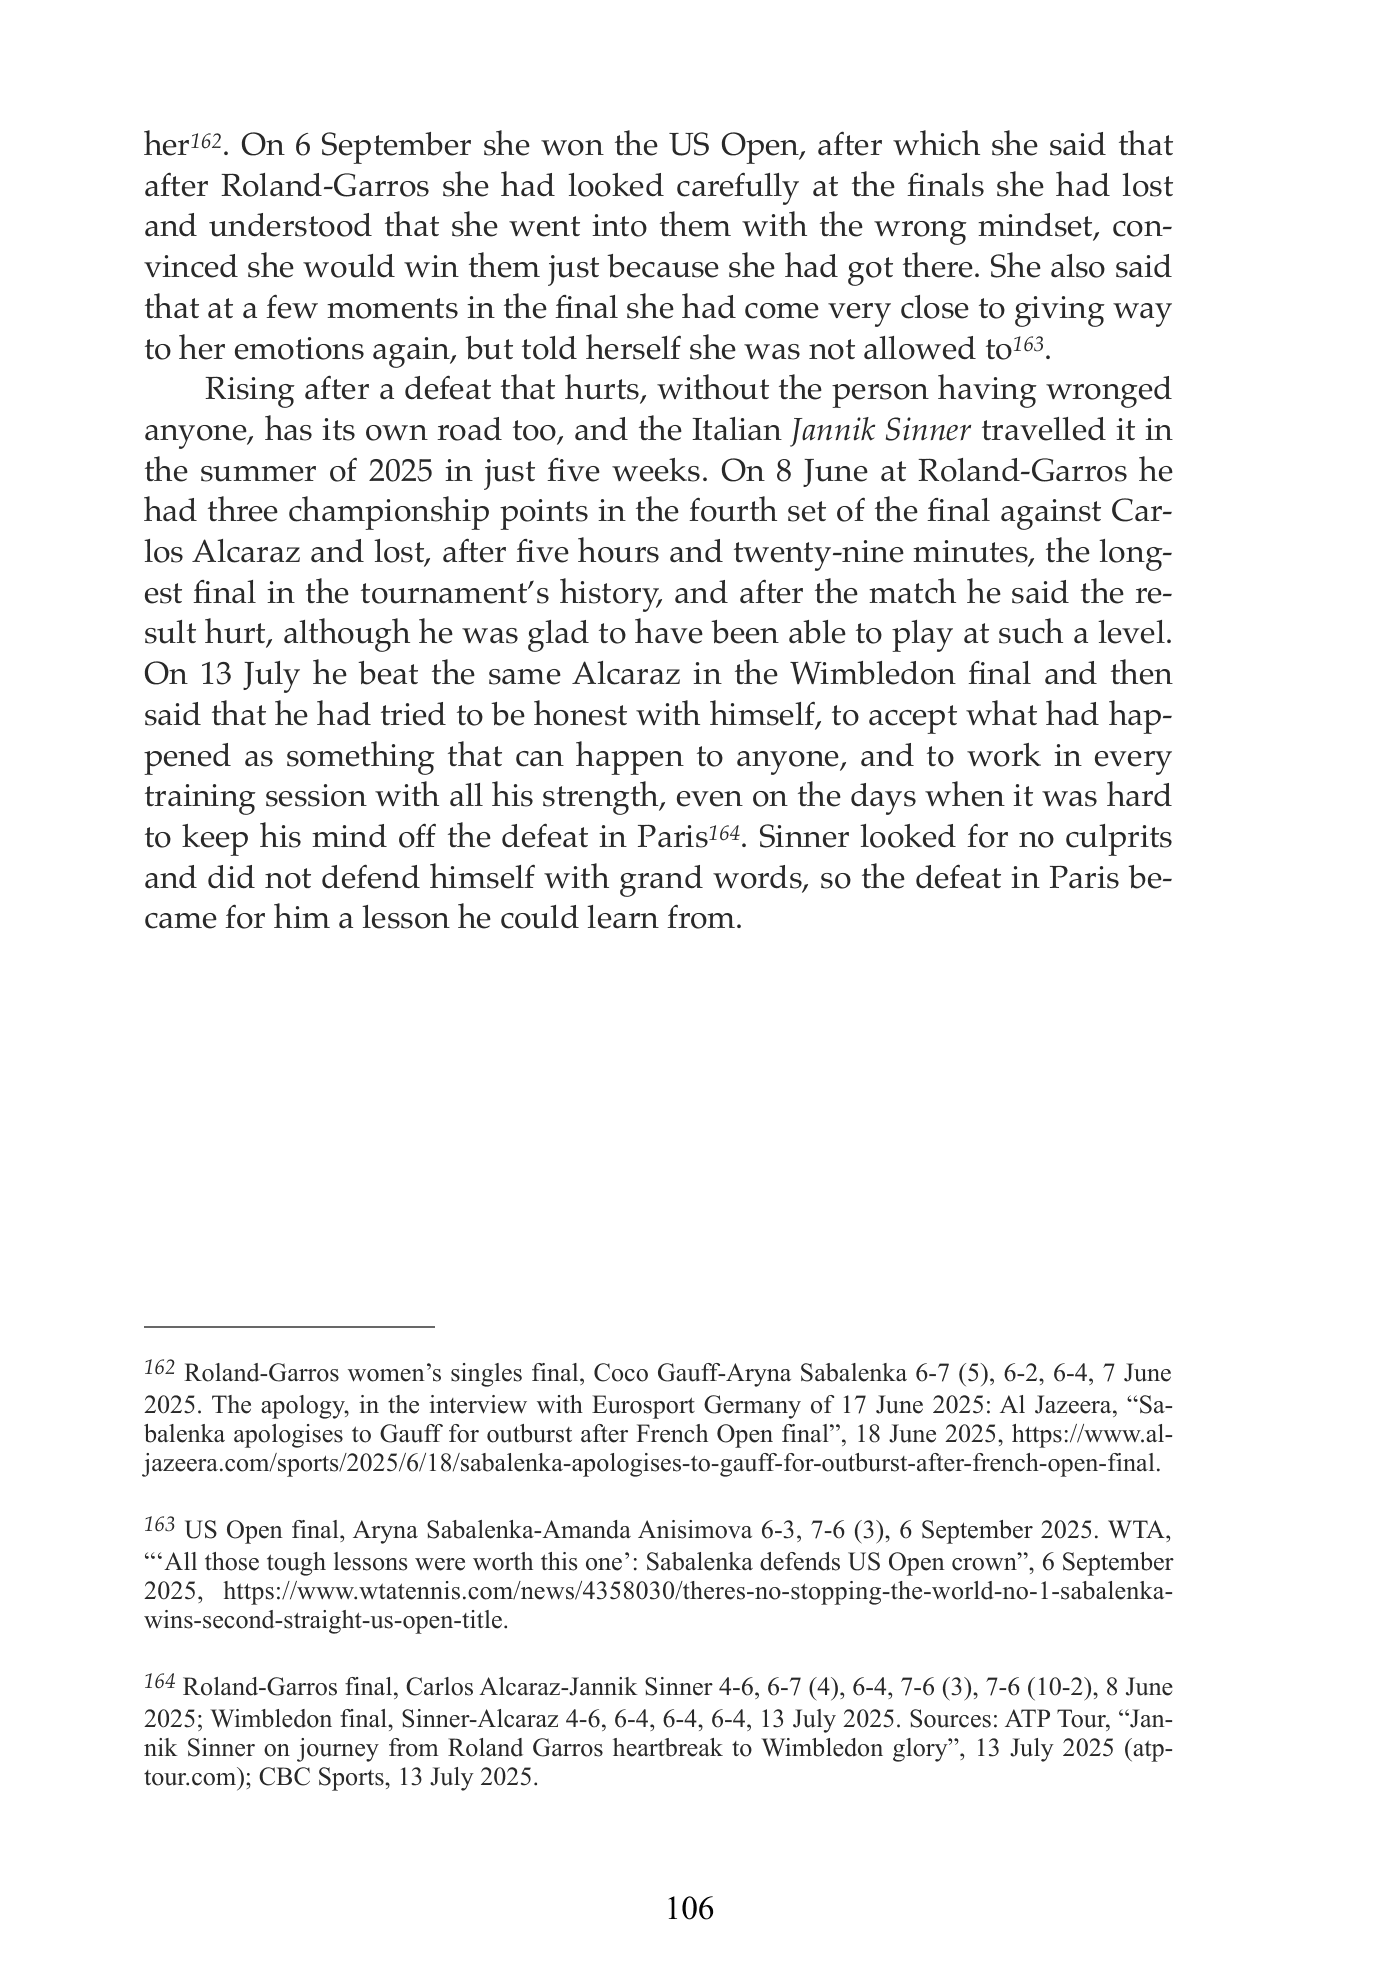 her162. On 6 September she won the US Open, after which she said that
after Roland-Garros she had looked carefully at the finals she had lost
and understood that she went into them with the wrong mindset, con-
vinced she would win them just because she had got there. She also said
that at a few moments in the final she had come very close to giving way
to her emotions again, but told herself she was not allowed to163.
Rising after a defeat that hurts, without the person having wronged
anyone, has its own road too, and the Italian Jannik Sinner travelled it in
the summer of 2025 in just five weeks. On 8 June at Roland-Garros he
had three championship points in the fourth set of the final against Car-
los Alcaraz and lost, after five hours and twenty-nine minutes, the long-
est final in the tournament’s history, and after the match he said the re-
sult hurt, although he was glad to have been able to play at such a level.
On 13 July he beat the same Alcaraz in the Wimbledon final and then
said that he had tried to be honest with himself, to accept what had hap-
pened as something that can happen to anyone, and to work in every
training session with all his strength, even on the days when it was hard
to keep his mind off the defeat in Paris164. Sinner looked for no culprits
and did not defend himself with grand words, so the defeat in Paris be-
came for him a lesson he could learn from.
162 Roland-Garros women’s singles final, Coco Gauff-Aryna Sabalenka 6-7 (5), 6-2, 6-4, 7 June
2025. The apology, in the interview with Eurosport Germany of 17 June 2025: Al Jazeera, “Sa-
balenka apologises to Gauff for outburst after French Open final”, 18 June 2025, https://www.al-
jazeera.com/sports/2025/6/18/sabalenka-apologises-to-gauff-for-outburst-after-french-open-final.
163 US Open final, Aryna Sabalenka-Amanda Anisimova 6-3, 7-6 (3), 6 September 2025. WTA,
“‘All those tough lessons were worth this one’: Sabalenka defends US Open crown”, 6 September
2025, https://www.wtatennis.com/news/4358030/theres-no-stopping-the-world-no-1-sabalenka-
wins-second-straight-us-open-title.
164 Roland-Garros final, Carlos Alcaraz-Jannik Sinner 4-6, 6-7 (4), 6-4, 7-6 (3), 7-6 (10-2), 8 June
2025; Wimbledon final, Sinner-Alcaraz 4-6, 6-4, 6-4, 6-4, 13 July 2025. Sources: ATP Tour, “Jan-
nik Sinner on journey from Roland Garros heartbreak to Wimbledon glory”, 13 July 2025 (atp-
tour.com); CBC Sports, 13 July 2025.
106